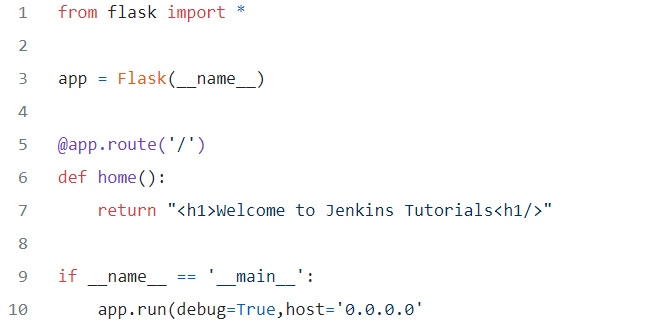 1 from flask import *
2
3 app = Flask(__name__)
4
5 @app.route('/')
6 def home():
7     return "<h1>Welcome to Jenkins Tutorials<h1/>"
8
9 if __name__ == '__main__':
10     app.run(debug=True,host='0.0.0.0'